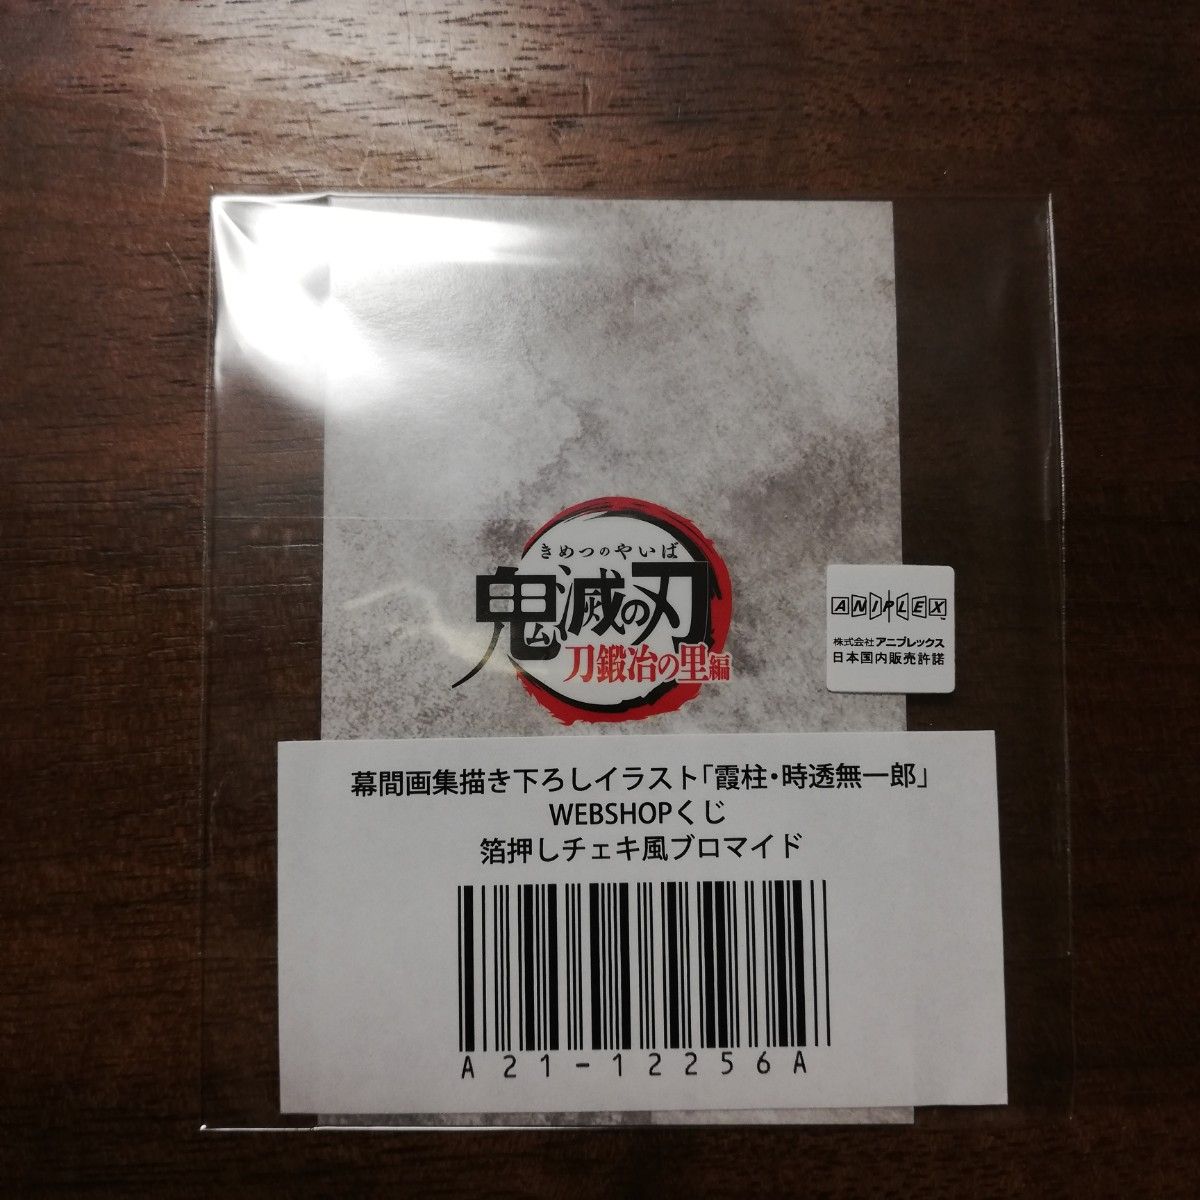 きめつのやいば
鬼滅の刃
刀鍛冶の里編
ANIPLEX
株式会社アニプレックス
日本国内販売許諾
幕間画集描き下ろしイラスト「霞柱・時透無一郎」
WEBSHOPくじ
箔押しチェキ風ブロマイド
A21-12256A